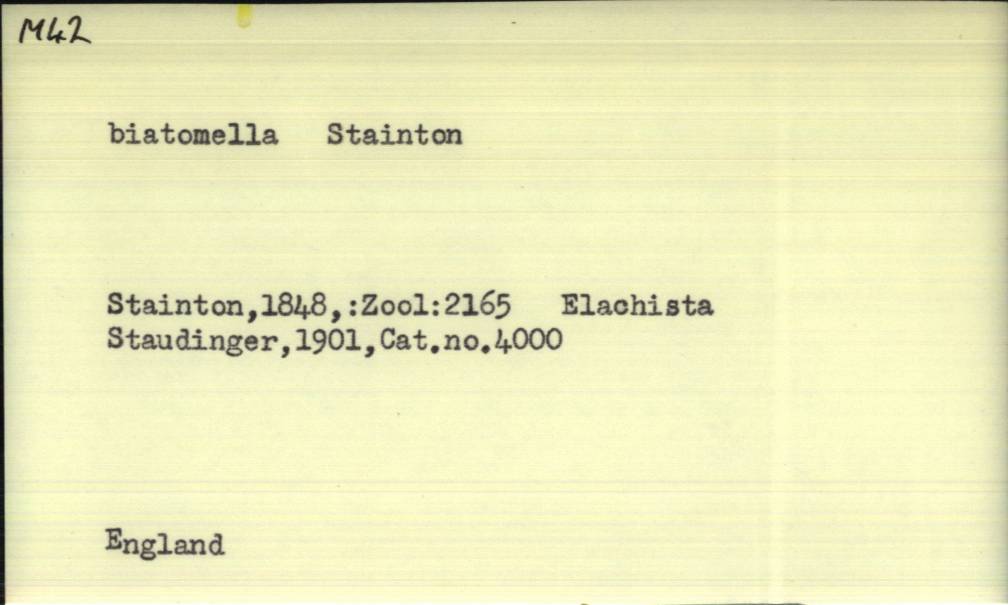 M42
biatomella Stainton
Stainton,1848,:Zool:2165 Elachista
Staudinger,1901,Cat.no.4000
England